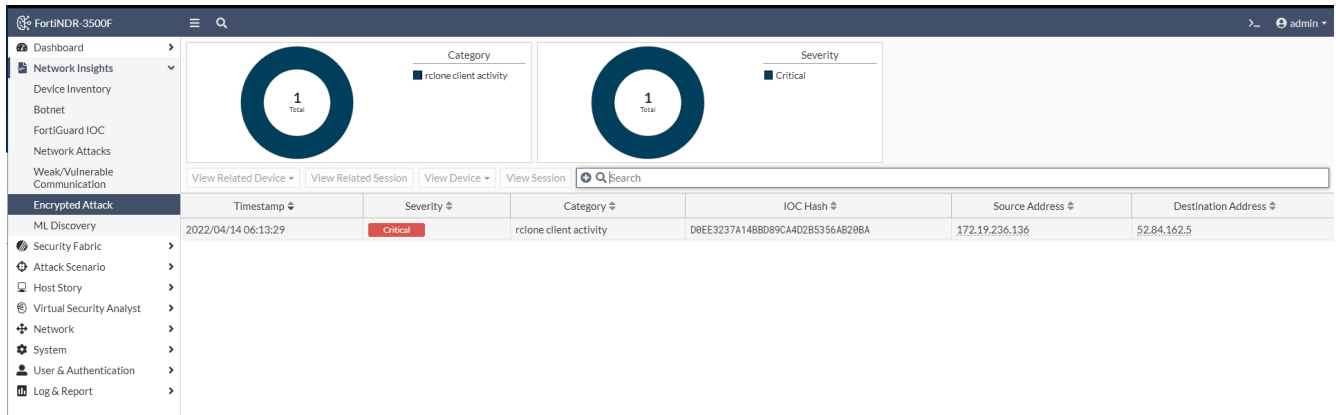 FortiNDR-3500F
>_ admin
Dashboard
Network Insights
Device Inventory
Botnet
FortiGuard IOC
Network Attacks
Weak/Vulnerable
Communication
Encrypted Attack
ML Discovery
Security Fabric
Attack Scenario
Host Story
Virtual Security Analyst
Network
System
User & Authentication
Log & Report
1
Total
Category
rclone client activity
1
Total
Severity
Critical
View Related Device View Related Session View Device View Session Search
Timestamp Severity Category IOC Hash Source Address Destination Address
2022/04/14 06:13:29 Critical rclone client activity D0EE3237A14BBD89CA4D2B5356AB20BA 172.19.236.136 52.84.162.5